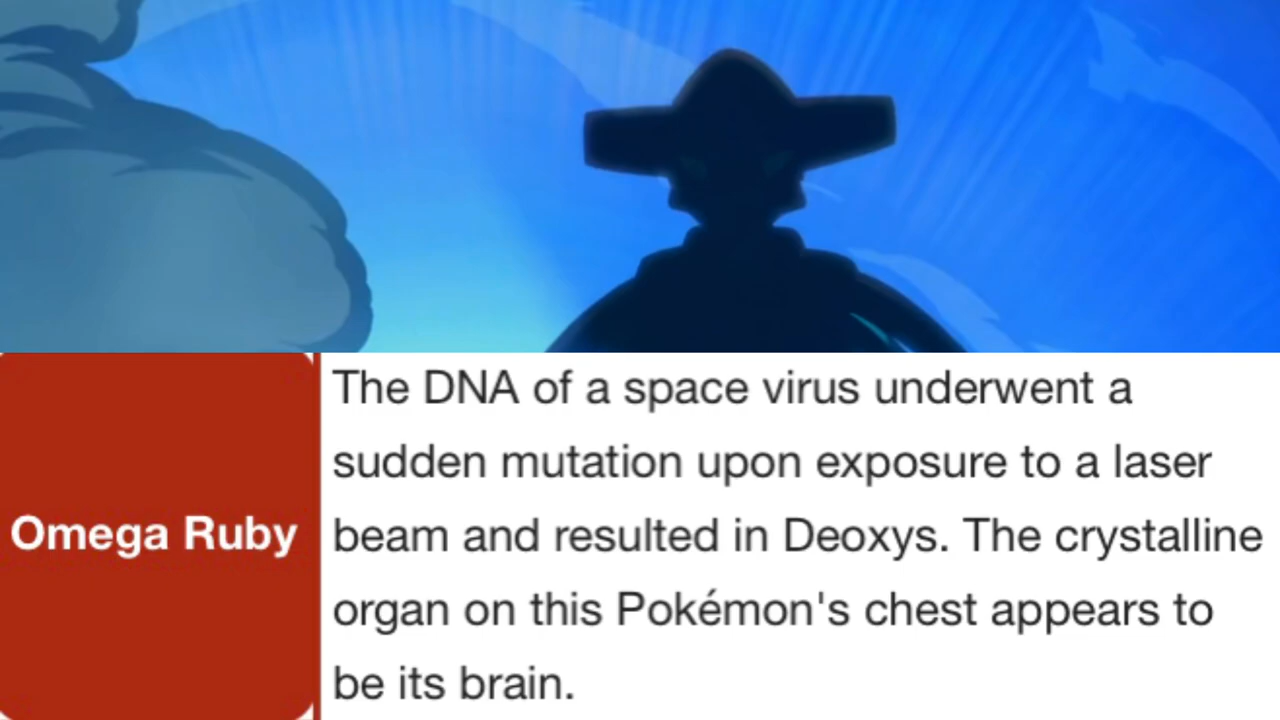 Omega Ruby
The DNA of a space virus underwent a
sudden mutation upon exposure to a laser
beam and resulted in Deoxys. The crystalline
organ on this Pokémon's chest appears to
be its brain.